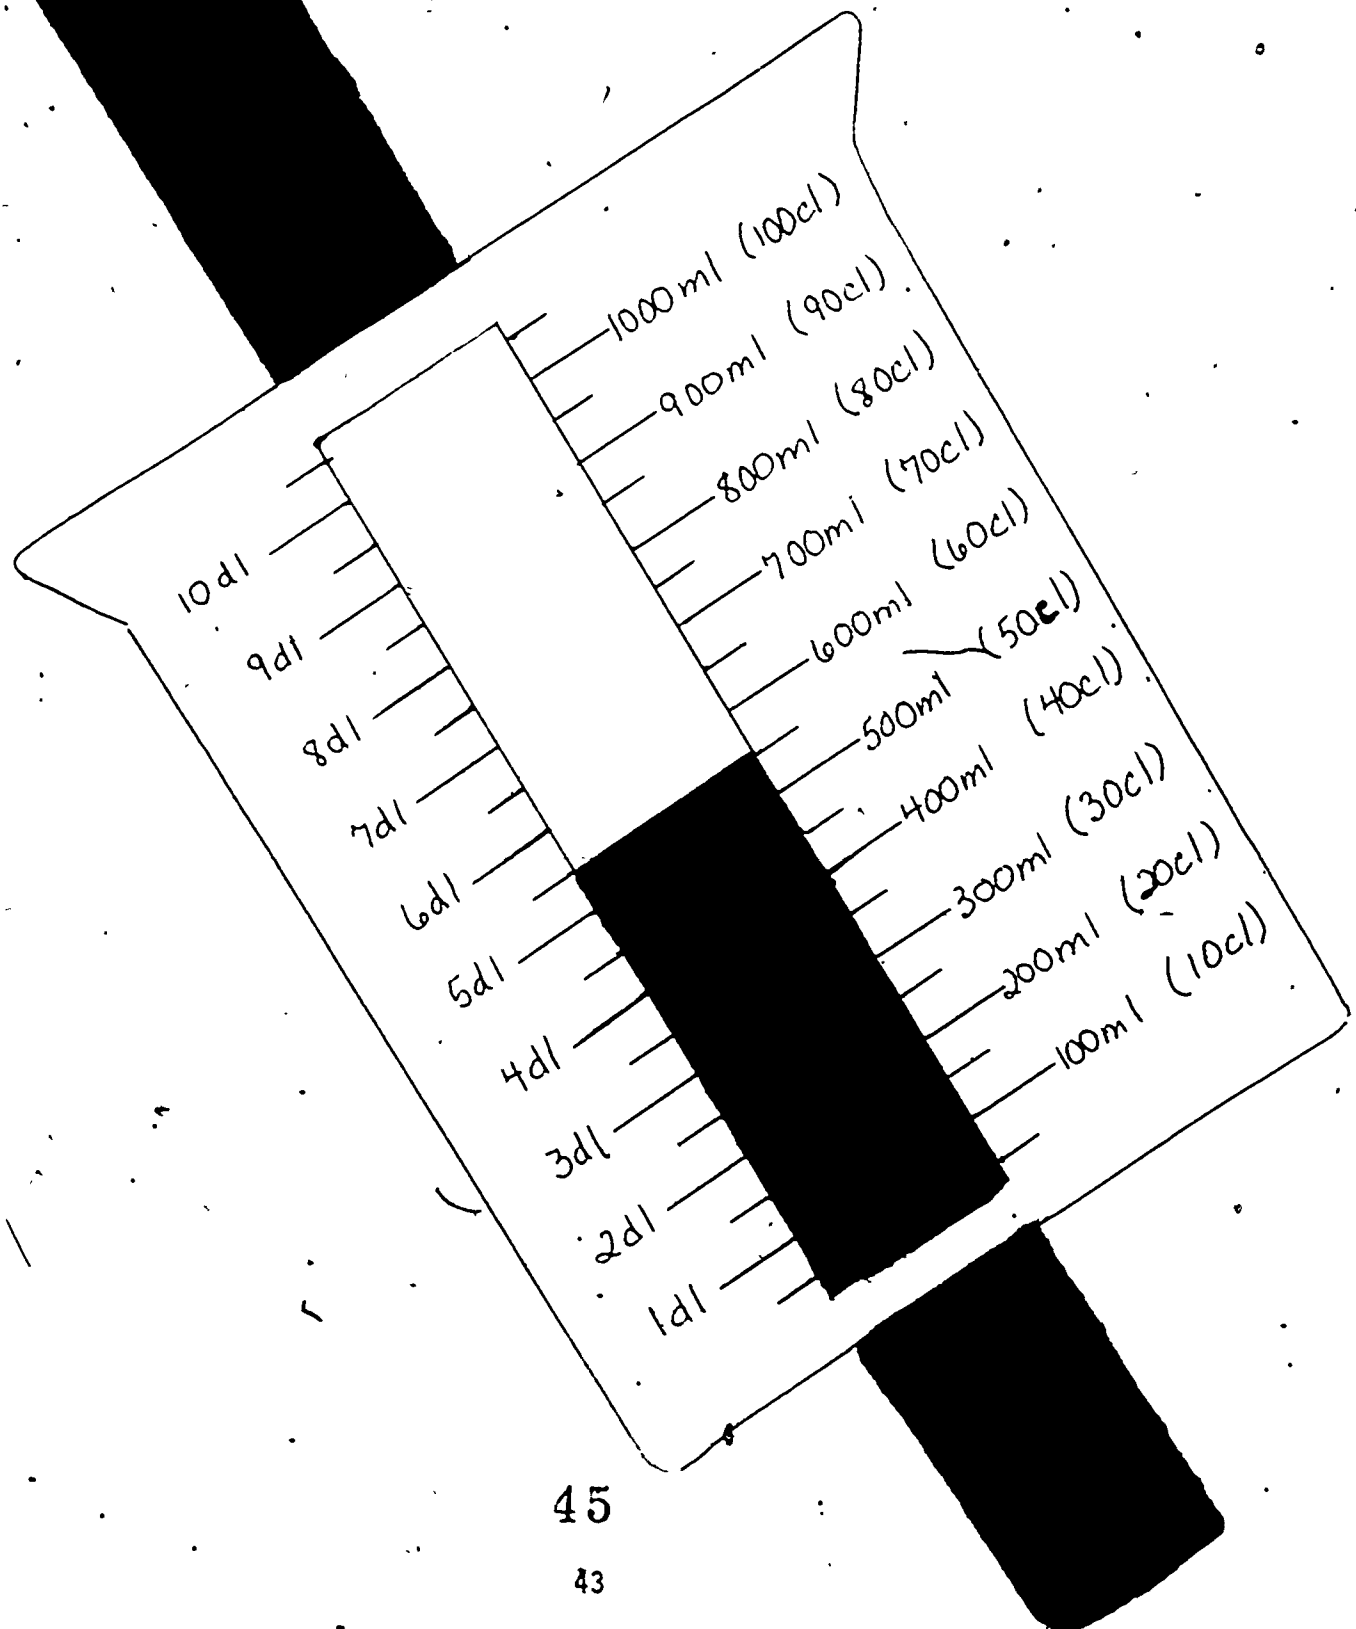 1000ml (100cl)
900ml (90cl)
800ml (80cl)
700ml (70cl)
600ml (60cl)
500ml (50cl)
400ml (40cl)
300ml (30cl)
200ml (20cl)
100ml (10cl)
10dl
9dl
8dl
7dl
6dl
5dl
4dl
3dl
2dl
1dl
45
43